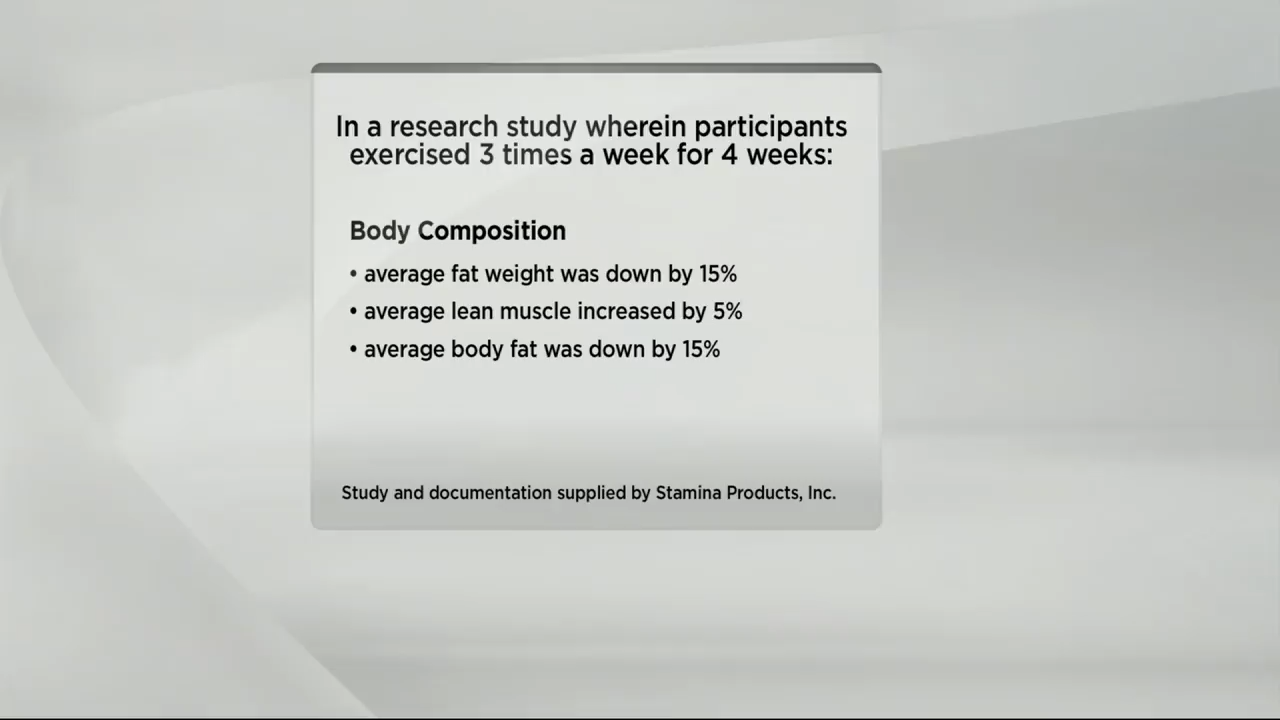 In a research study wherein participants
exercised 3 times a week for 4 weeks:
Body Composition
• average fat weight was down by 15%
• average lean muscle increased by 5%
• average body fat was down by 15%
Study and documentation supplied by Stamina Products, Inc.